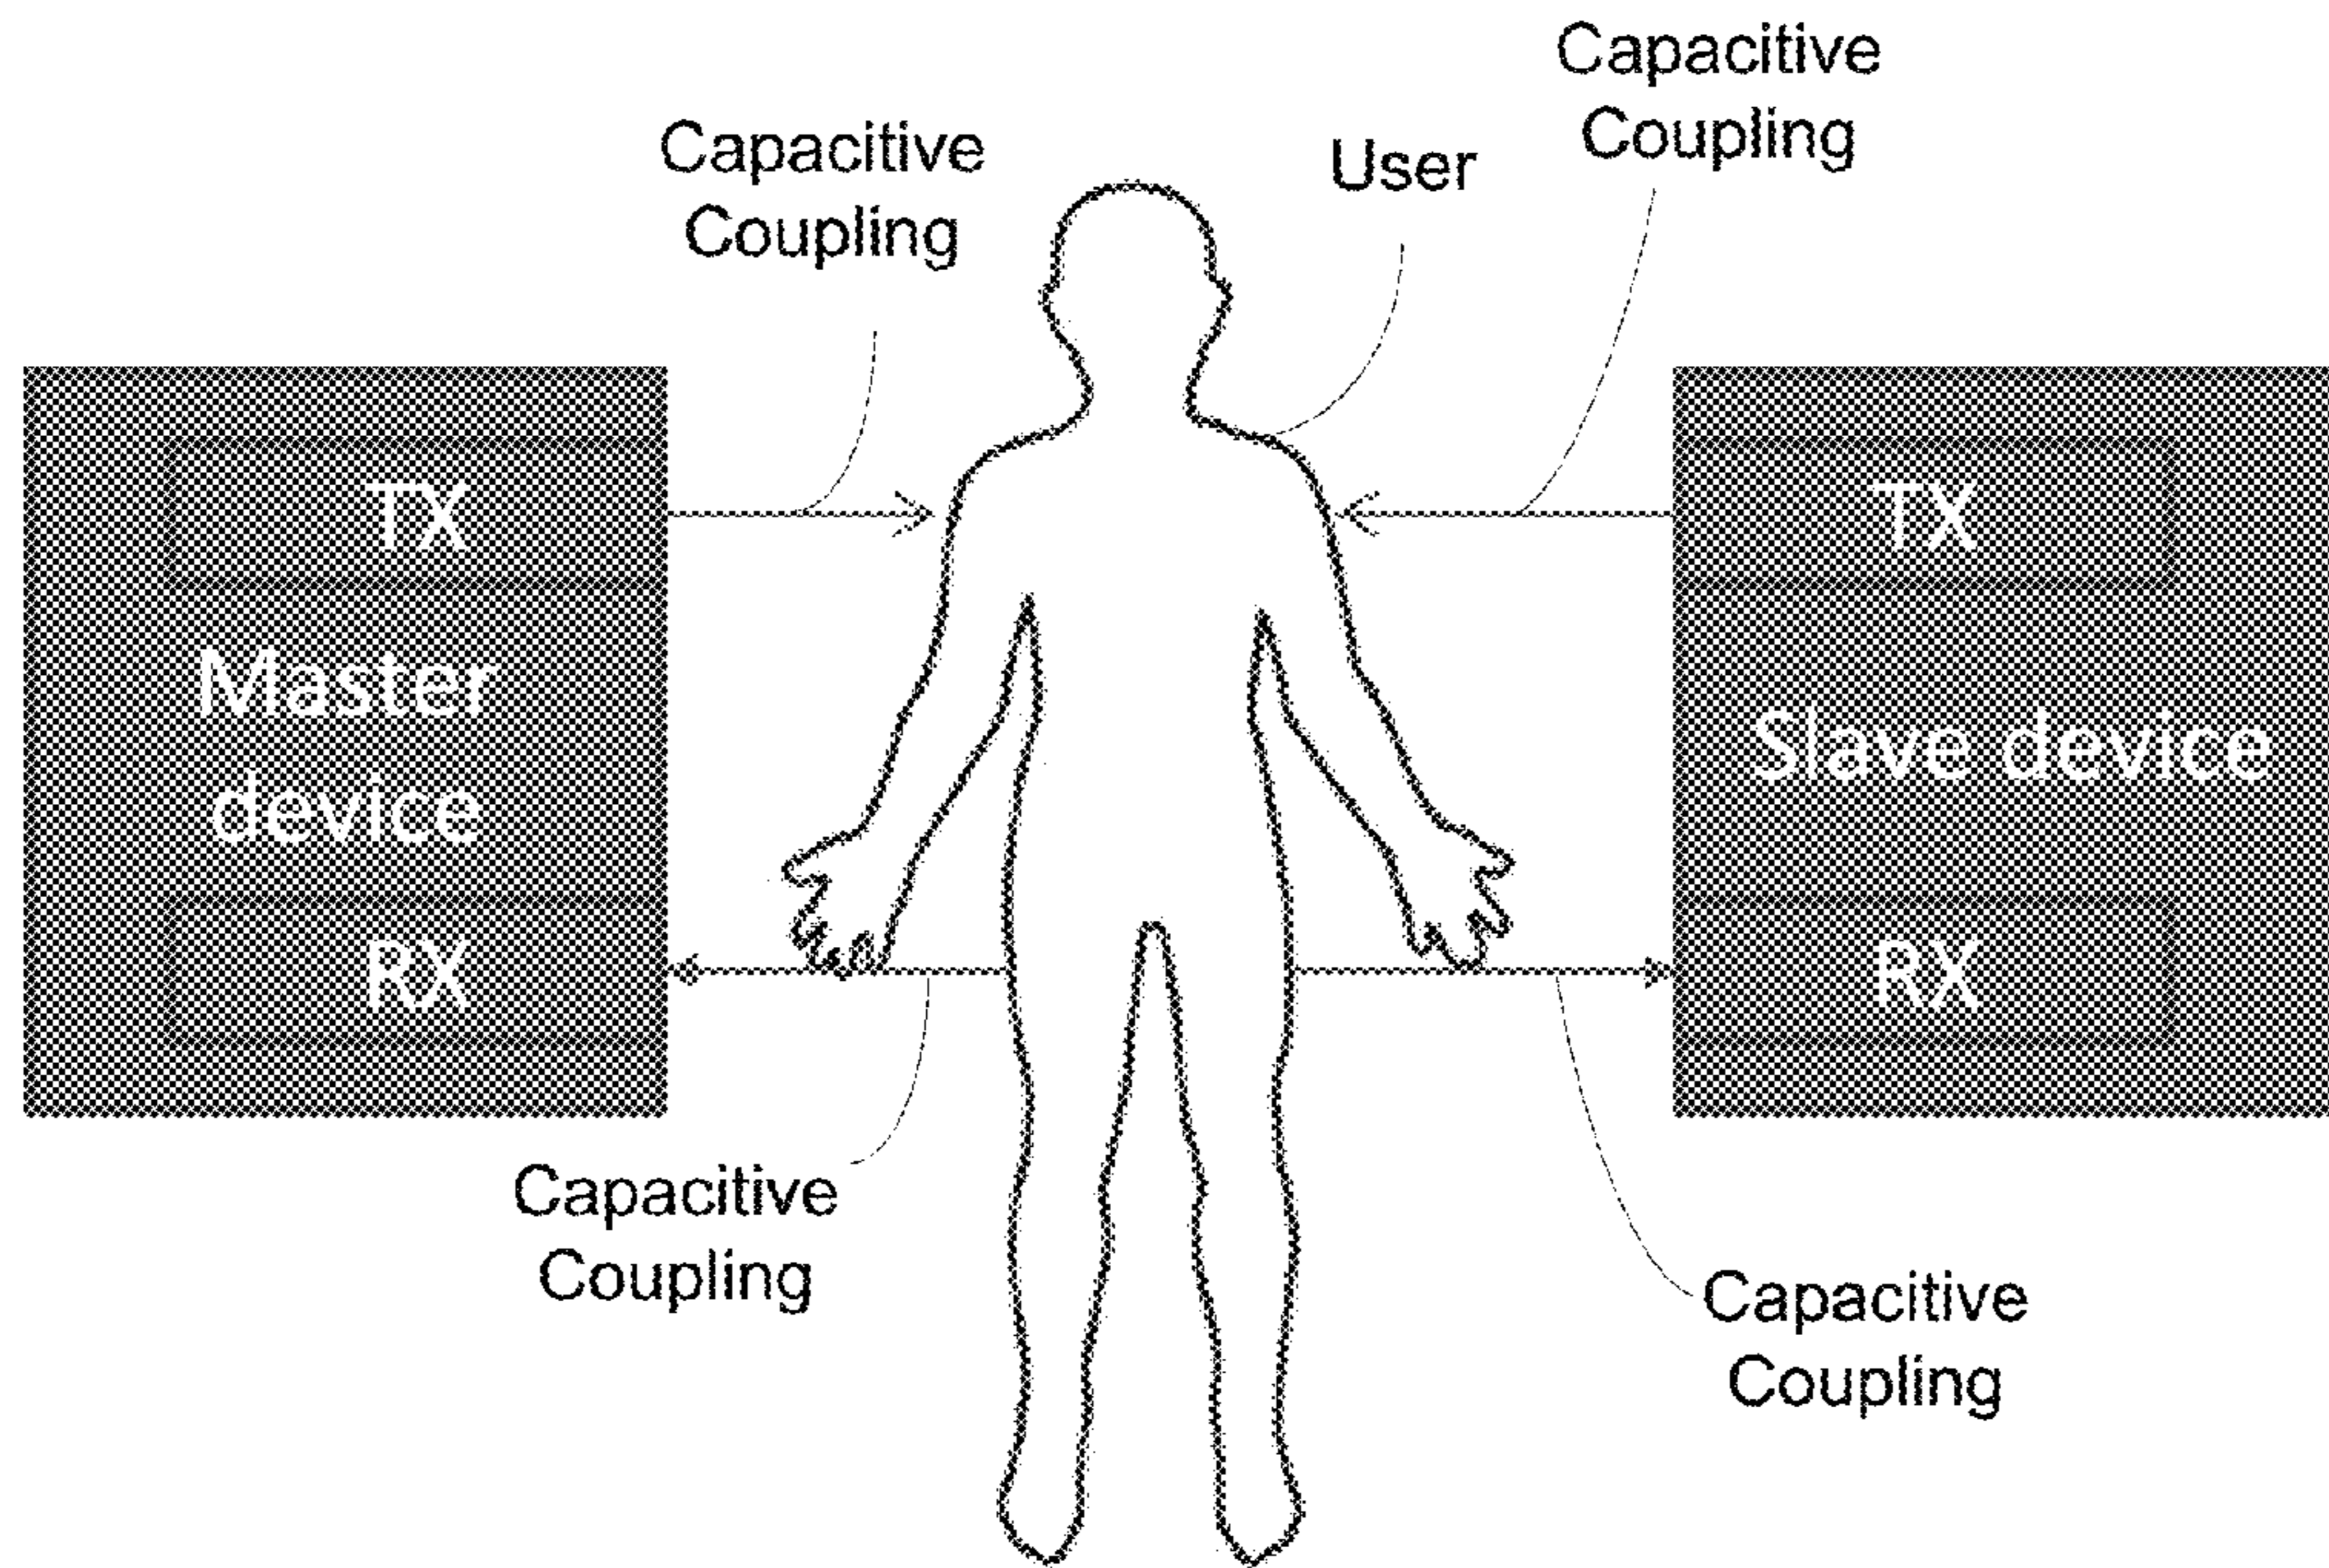 Capacitive
Coupling
Capacitive
Coupling
User
TX
TX
Master
device
Slave device
RX
RX
Capacitive
Coupling
Capacitive
Coupling